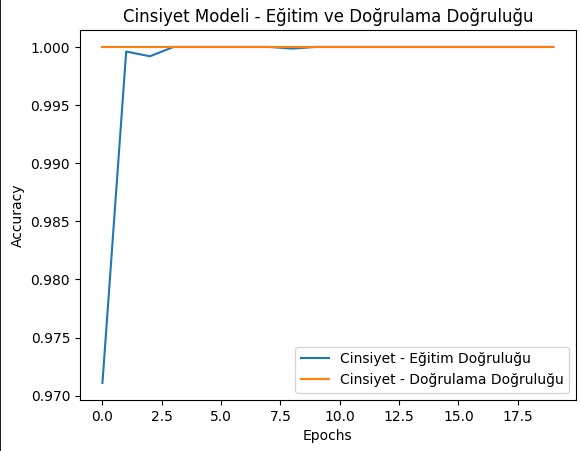 Cinsiyet Modeli - Eğitim ve Doğrulama Doğruluğu
1.000
0.995
0.990
0.985
0.980
0.975
0.970
Accuracy
0.0 2.5 5.0 7.5 10.0 12.5 15.0 17.5
Epochs
Cinsiyet - Eğitim Doğruluğu
Cinsiyet - Doğrulama Doğruluğu